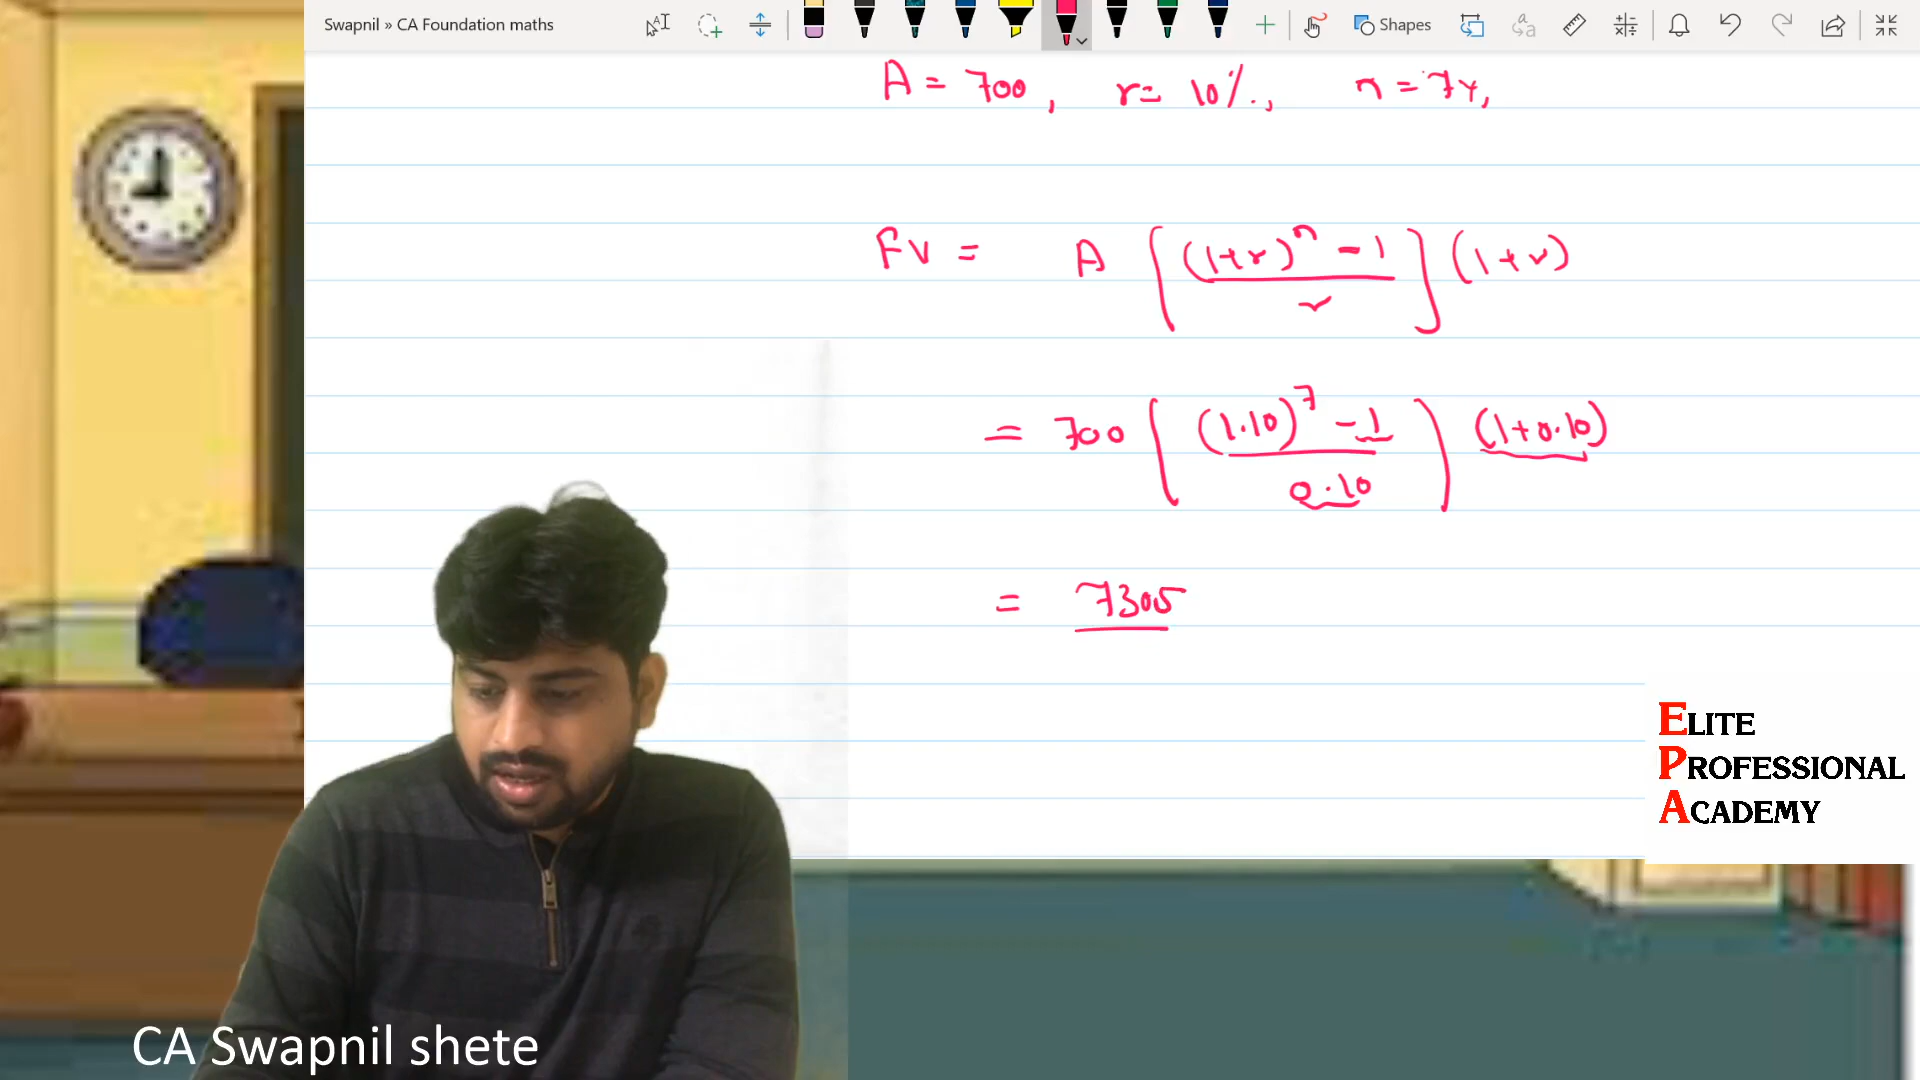 Swapnil » CA Foundation maths
Shapes
A = 700, r = 10%., n = 7Y,
FV = A [ (1+r)^n - 1 / r ] (1+r)
= 700 [ (1.10)^7 - 1 / 0.10 ] (1+0.10)
= 7305
ELITE
PROFESSIONAL
ACADEMY
CA Swapnil shete